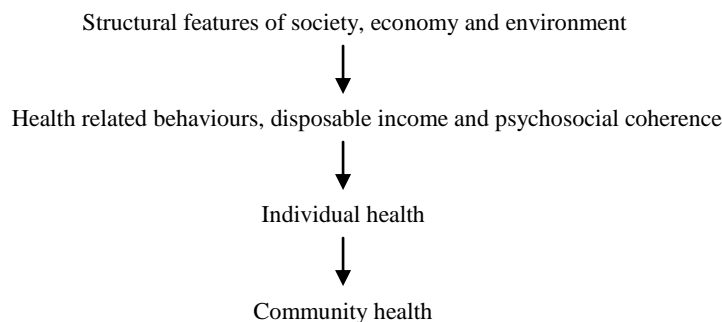 Structural features of society, economy and environment
Health related behaviours, disposable income and psychosocial coherence
Individual health
Community health